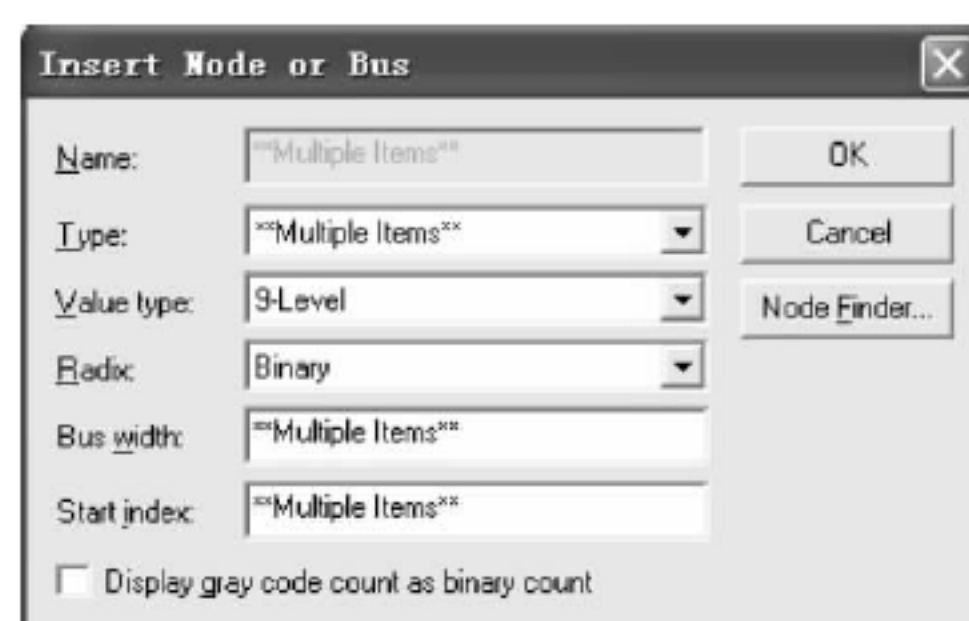 Insert Node or Bus
Name: **Multiple Items** OK
Type: **Multiple Items** Cancel
Value type: 9-Level Node Finder...
Radix: Binary
Bus width: **Multiple Items**
Start index: **Multiple Items**
Display gray code count as binary count